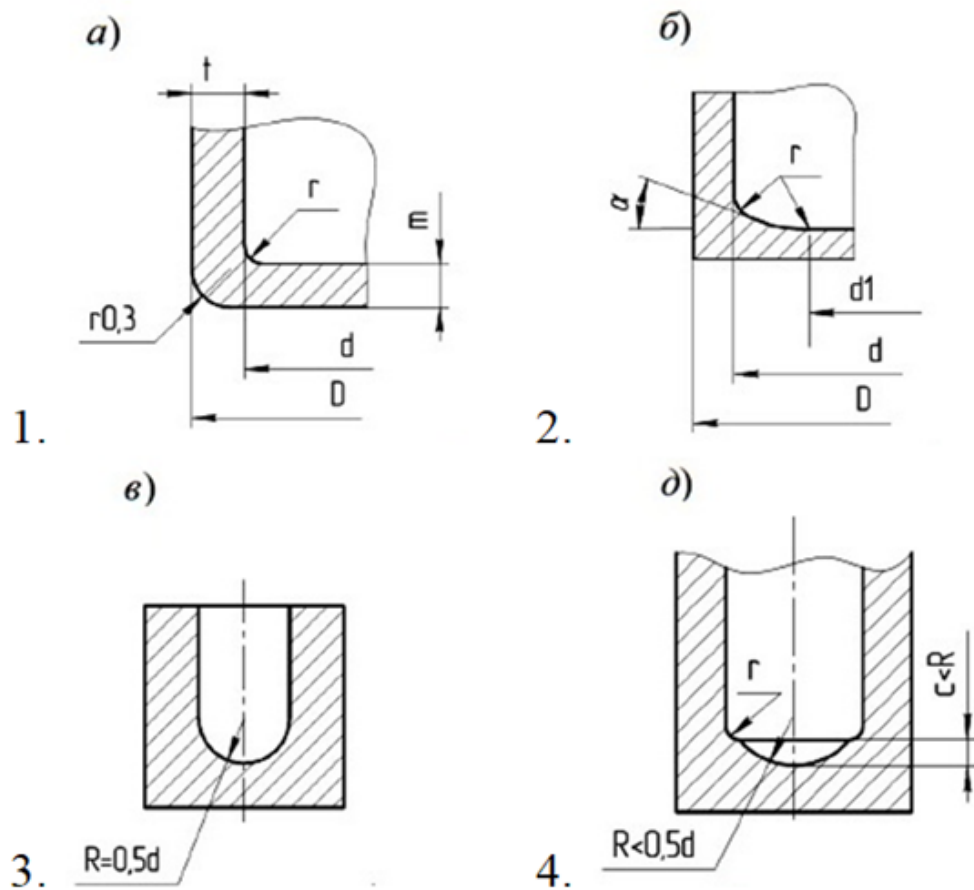 а)
t
r
m
r0,3
d
D
1.
б)
r
α
d1
d
D
2.
в)
R=0,5d
3.
д)
r
c<R
R<0,5d
4.